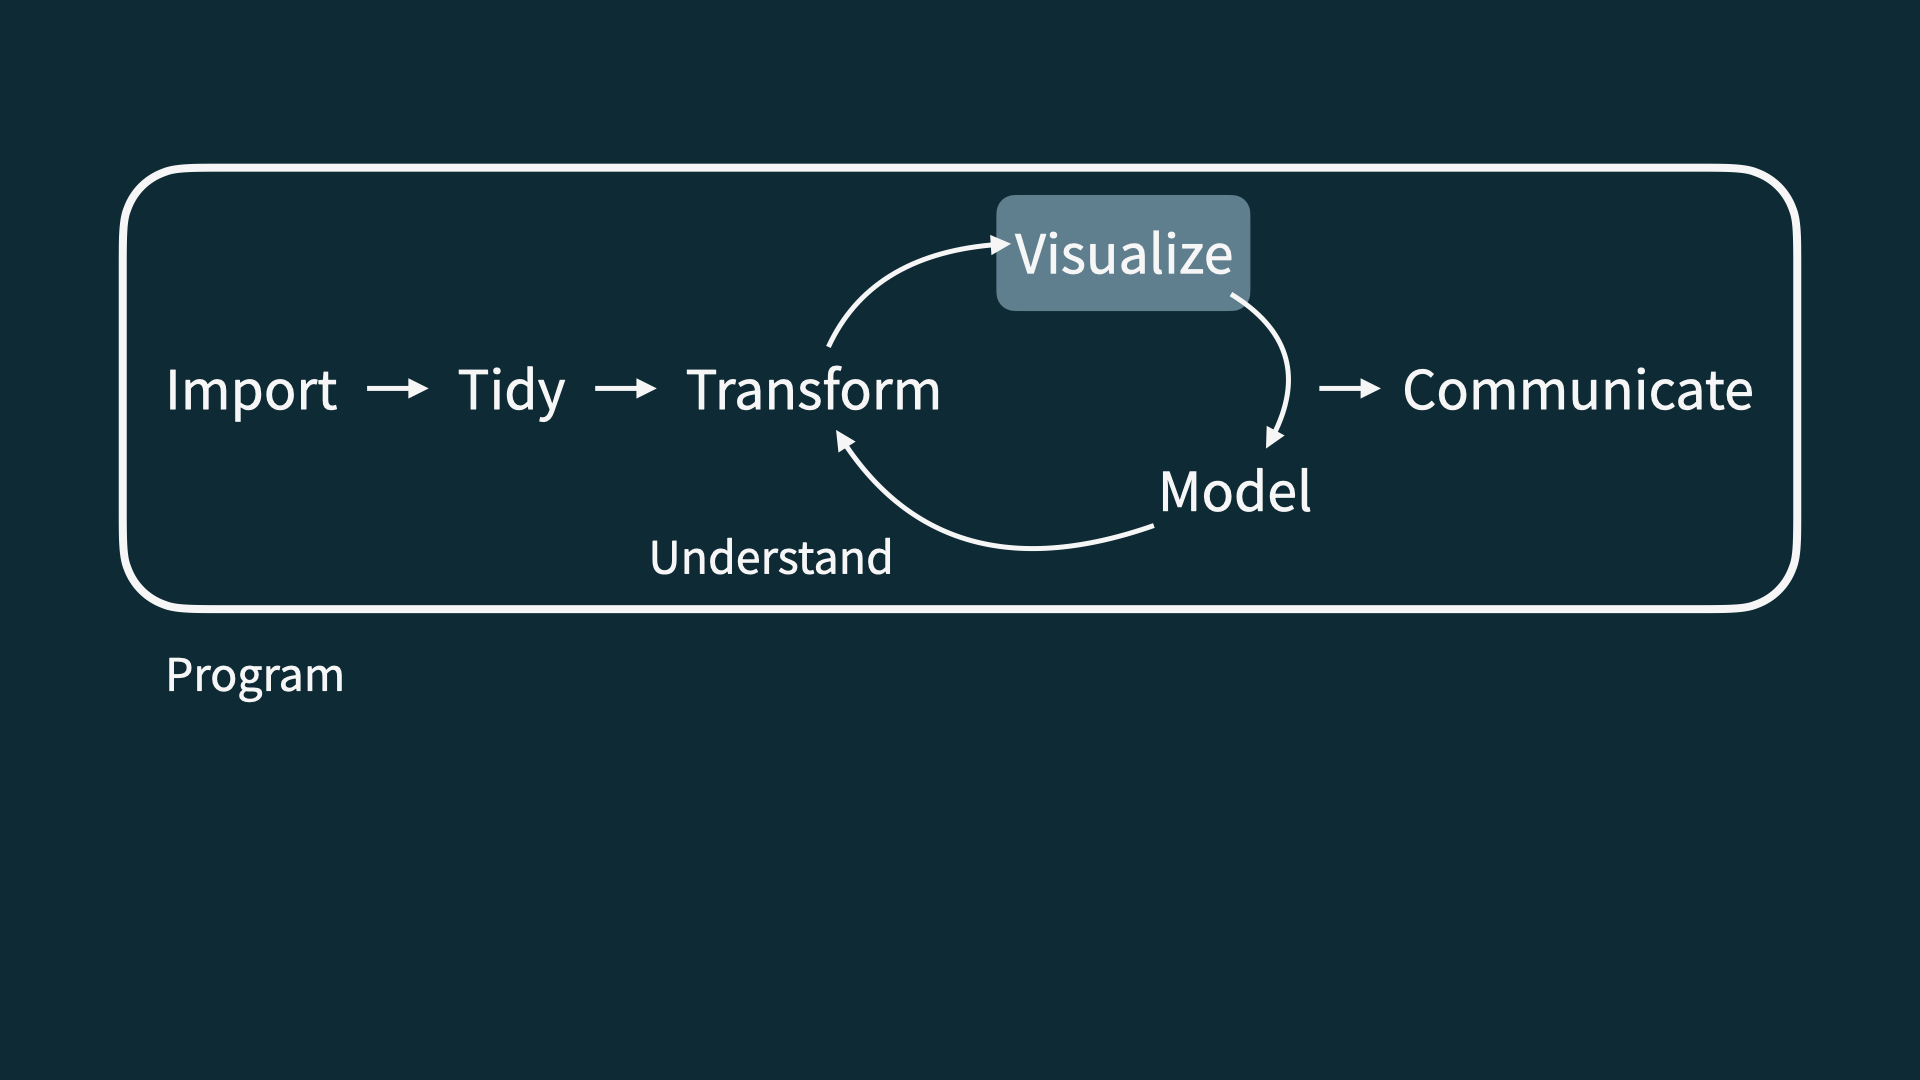 Visualize
Import
Tidy
Transform
Communicate
Model
Understand
Program